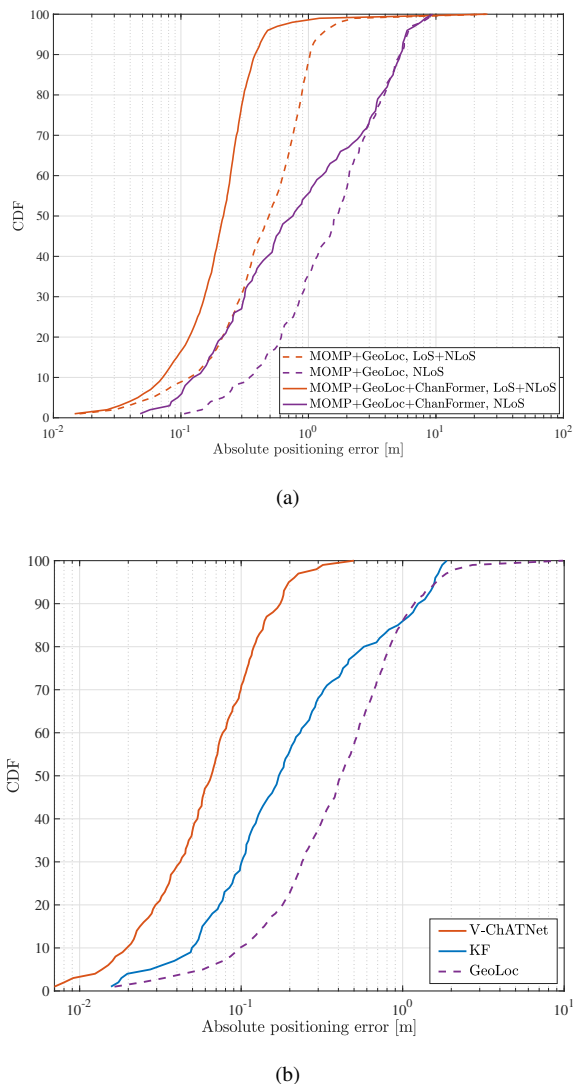 100
90
80
70
60
50
40
30
20
10
0
CDF
MOMP+GeoLoc, LoS+NLoS
MOMP+GeoLoc, NLoS
MOMP+GeoLoc+ChanFormer, LoS+NLoS
MOMP+GeoLoc+ChanFormer, NLoS
10^-2 10^-1 10^0 10^1 10^2
Absolute positioning error [m]
(a)
100
90
80
70
60
50
40
30
20
10
0
CDF
V-ChATNet
KF
GeoLoc
10^-2 10^-1 10^0 10^1
Absolute positioning error [m]
(b)